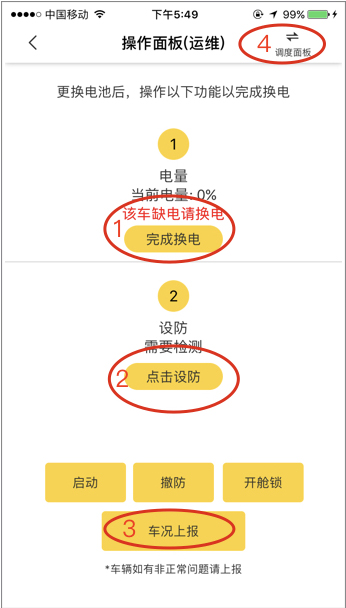 中国移动 下午5:49 99%
操作面板(运维) 4 调度面板
更换电池后，操作以下功能以完成换电
1
电量
当前电量: 0%
该车缺电请换电
1 完成换电
2
设防
需要检测
2 点击设防
启动 撤防 开舱锁
3 车况上报
*车辆如有非正常问题请上报